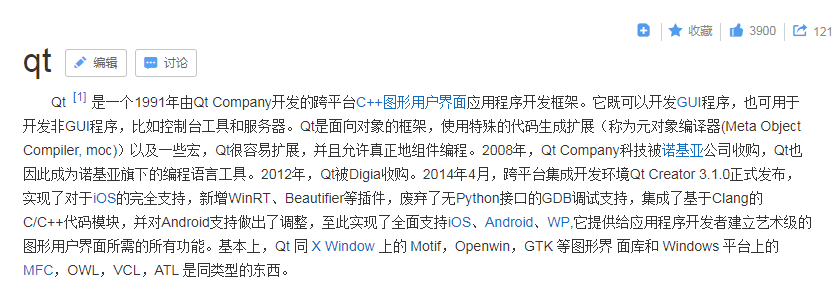 收藏 3900 121
qt 编辑 讨论
Qt [1] 是一个1991年由Qt Company开发的跨平台C++图形用户界面应用程序开发框架。它既可以开发GUI程序，也可用于
开发非GUI程序，比如控制台工具和服务器。Qt是面向对象的框架，使用特殊的代码生成扩展（称为元对象编译器(Meta Object
Compiler, moc)）以及一些宏，Qt很容易扩展，并且允许真正地组件编程。2008年，Qt Company科技被诺基亚公司收购，Qt也
因此成为诺基亚旗下的编程语言工具。2012年，Qt被Digia收购。2014年4月，跨平台集成开发环境Qt Creator 3.1.0正式发布，
实现了对于iOS的完全支持，新增WinRT、Beautifier等插件，废弃了无Python接口的GDB调试支持，集成了基于Clang的
C/C++代码模块，并对Android支持做出了调整，至此实现了全面支持iOS、Android、WP,它提供给应用程序开发者建立艺术级的
图形用户界面所需的所有功能。基本上，Qt 同 X Window 上的 Motif，Openwin，GTK 等图形界 面库和 Windows 平台上的
MFC，OWL，VCL，ATL 是同类型的东西。